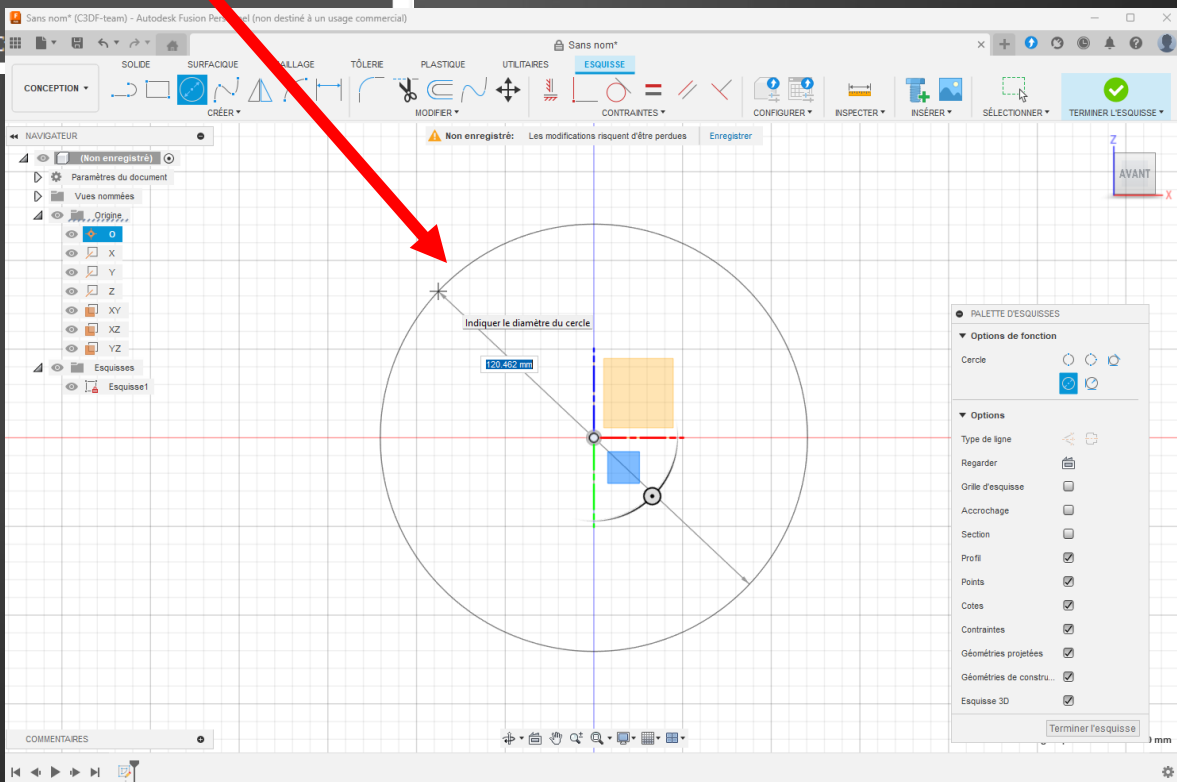 Sans nom* (C3DF-team) - Autodesk Fusion Personnel (non destiné à un usage commercial)
Sans nom*
SOLIDE SURFACIQUE MAILLAGE TÔLERIE PLASTIQUE UTILITAIRES ESQUISSE
CONCEPTION
CRÉER MODIFIER CONTRAINTES CONFIGURER INSPECTER INSÉRER SÉLECTIONNER TERMINER L'ESQUISSE
NAVIGATEUR
Non enregistré: Les modifications risquent d'être perdues Enregistrer
(Non enregistré)
Paramètres du document
Vues nommées
Origine
O
X
Y
Z
XY
XZ
YZ
Esquisses
Esquisse1
Z
AVANT
X
Indiquer le diamètre du cercle
120.462 mm
PALETTE D'ESQUISSES
Options de fonction
Cercle
Options
Type de ligne
Regarder
Grille d'esquisse
Accrochage
Section
Profil
Points
Cotes
Contraintes
Géométries projetées
Géométries de constru...
Esquisse 3D
Terminer l'esquisse
mm
COMMENTAIRES